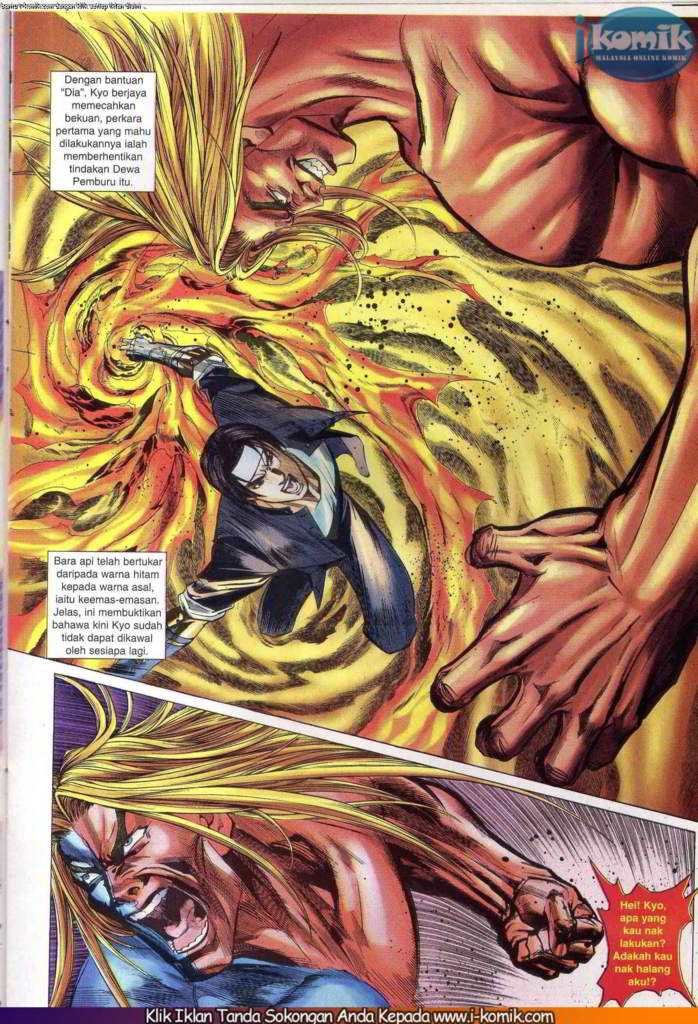 ikomik
MALAYSIA ONLINE KOMIK
Dengan bantuan
"Dia", Kyo berjaya
memecahkan
bekuan, perkara
pertama yang mahu
dilakukannya ialah
memberhentikan
tindakan Dewa
Pemburu itu.
Bara api telah bertukar
daripada warna hitam
kepada warna asal,
iaitu keemas-emasan.
Jelas, ini membuktikan
bahawa kini Kyo sudah
tidak dapat dikawal
oleh sesiapa lagi.
Hei! Kyo,
apa yang
kau nak
lakukan?
Adakah kau
nak halang
aku!?
Klik Iklan Tanda Sokongan Anda Kepada www.i-komik.com